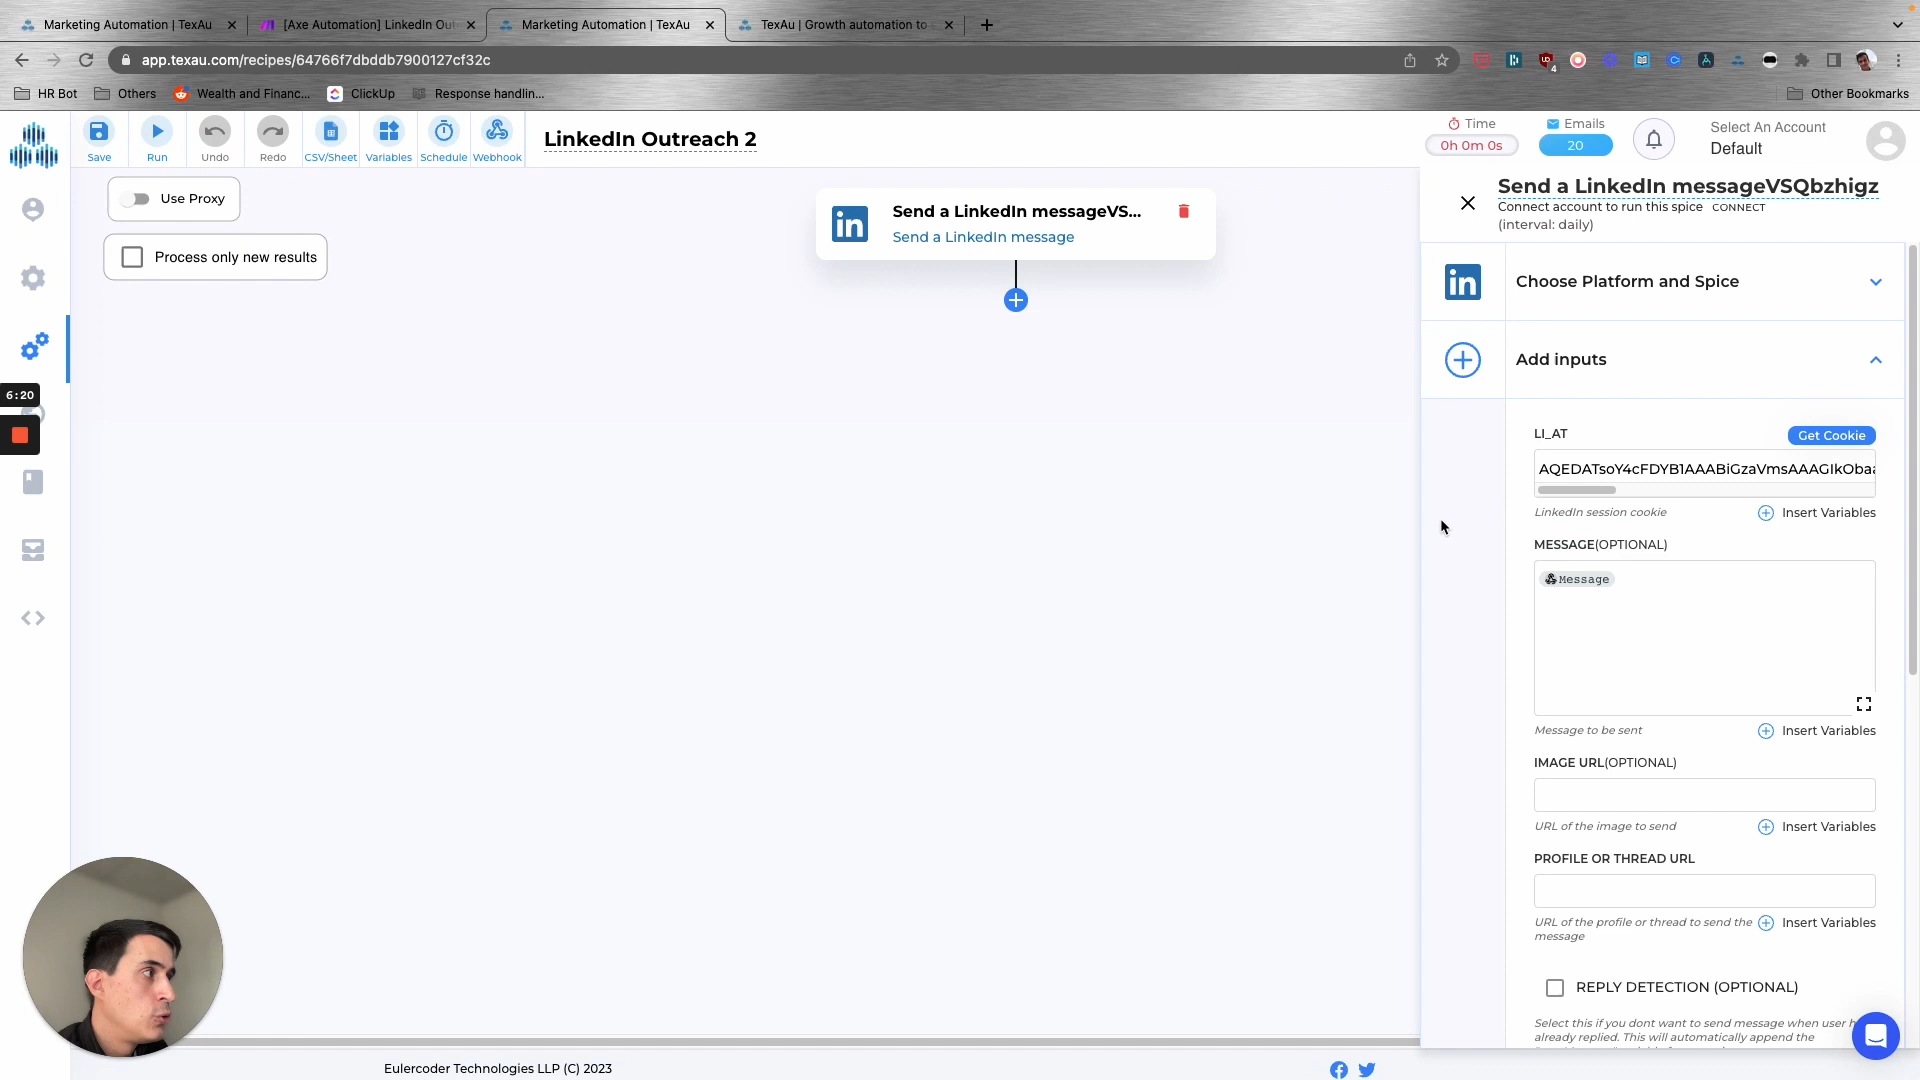 Marketing Automation | TexAu
[Axe Automation] LinkedIn Out
Marketing Automation | TexAu
TexAu | Growth automation to s
app.texau.com/recipes/64766f7dbddb7900127cf32c
4
HR Bot
Others
Wealth and Financ...
ClickUp
Response handlin...
Other Bookmarks
Save
Run
Undo
Redo
CSV/Sheet
Variables
Schedule
Webhook
LinkedIn Outreach 2
Time
0h 0m 0s
Emails
20
Select An Account
Default
Use Proxy
Process only new results
Send a LinkedIn messageVS...
Send a LinkedIn message
Send a LinkedIn messageVSQbzhigz
Connect account to run this spice CONNECT
(interval: daily)
Choose Platform and Spice
Add inputs
6:20
LI_AT
Get Cookie
LinkedIn session cookie
Insert Variables
MESSAGE(OPTIONAL)
Message
Message to be sent
Insert Variables
IMAGE URL(OPTIONAL)
URL of the image to send
Insert Variables
PROFILE OR THREAD URL
URL of the profile or thread to send the
message
Insert Variables
REPLY DETECTION (OPTIONAL)
Select this if you dont want to send message when user h
already replied. This will automatically append the
Eulercoder Technologies LLP (C) 2023